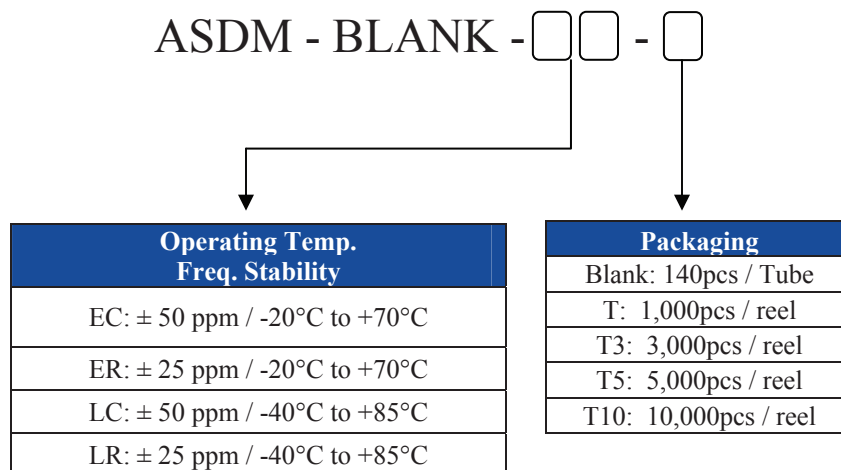 ASDM - BLANK - -
Operating Temp.
Freq. Stability
EC: ± 50 ppm / -20°C to +70°C
ER: ± 25 ppm / -20°C to +70°C
LC: ± 50 ppm / -40°C to +85°C
LR: ± 25 ppm / -40°C to +85°C
Packaging
Blank: 140pcs / Tube
T: 1,000pcs / reel
T3: 3,000pcs / reel
T5: 5,000pcs / reel
T10: 10,000pcs / reel